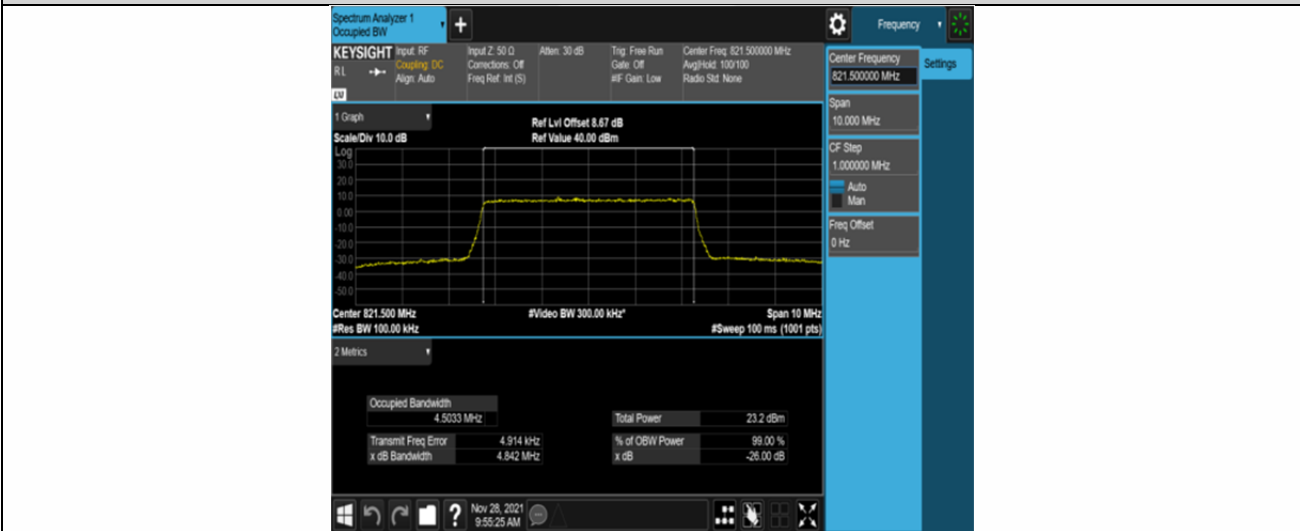 Spectrum Analyzer 1
Occupied BW
+
Frequency
KEYSIGHT
R L
Input: RF
Coupling: DC
Align: Auto
Input Z: 50 Ω
Corrections: Off
Freq Ref: Int (S)
Atten: 30 dB
Trig: Free Run
Gate: Off
#IF Gain: Low
Center Freq: 821.500000 MHz
Avg|Hold: 100/100
Radio Std: None
1 Graph
Scale/Div 10.0 dB
Ref Lvl Offset 8.67 dB
Ref Value 40.00 dBm
Log
30.0
20.0
10.0
0.00
-10.0
-20.0
-30.0
-40.0
-50.0
Center 821.500 MHz
#Video BW 300.00 kHz*
Span 10 MHz
#Res BW 100.00 kHz
#Sweep 100 ms (1001 pts)
2 Metrics
Occupied Bandwidth
4.5033 MHz
Transmit Freq Error 4.914 kHz
x dB Bandwidth 4.842 MHz
Total Power 23.2 dBm
% of OBW Power 99.00 %
x dB -26.00 dB
Center Frequency
821.500000 MHz
Settings
Span
10.000 MHz
CF Step
1.000000 MHz
Auto
Man
Freq Offset
0 Hz
?
Nov 28, 2021
9:55:25 AM